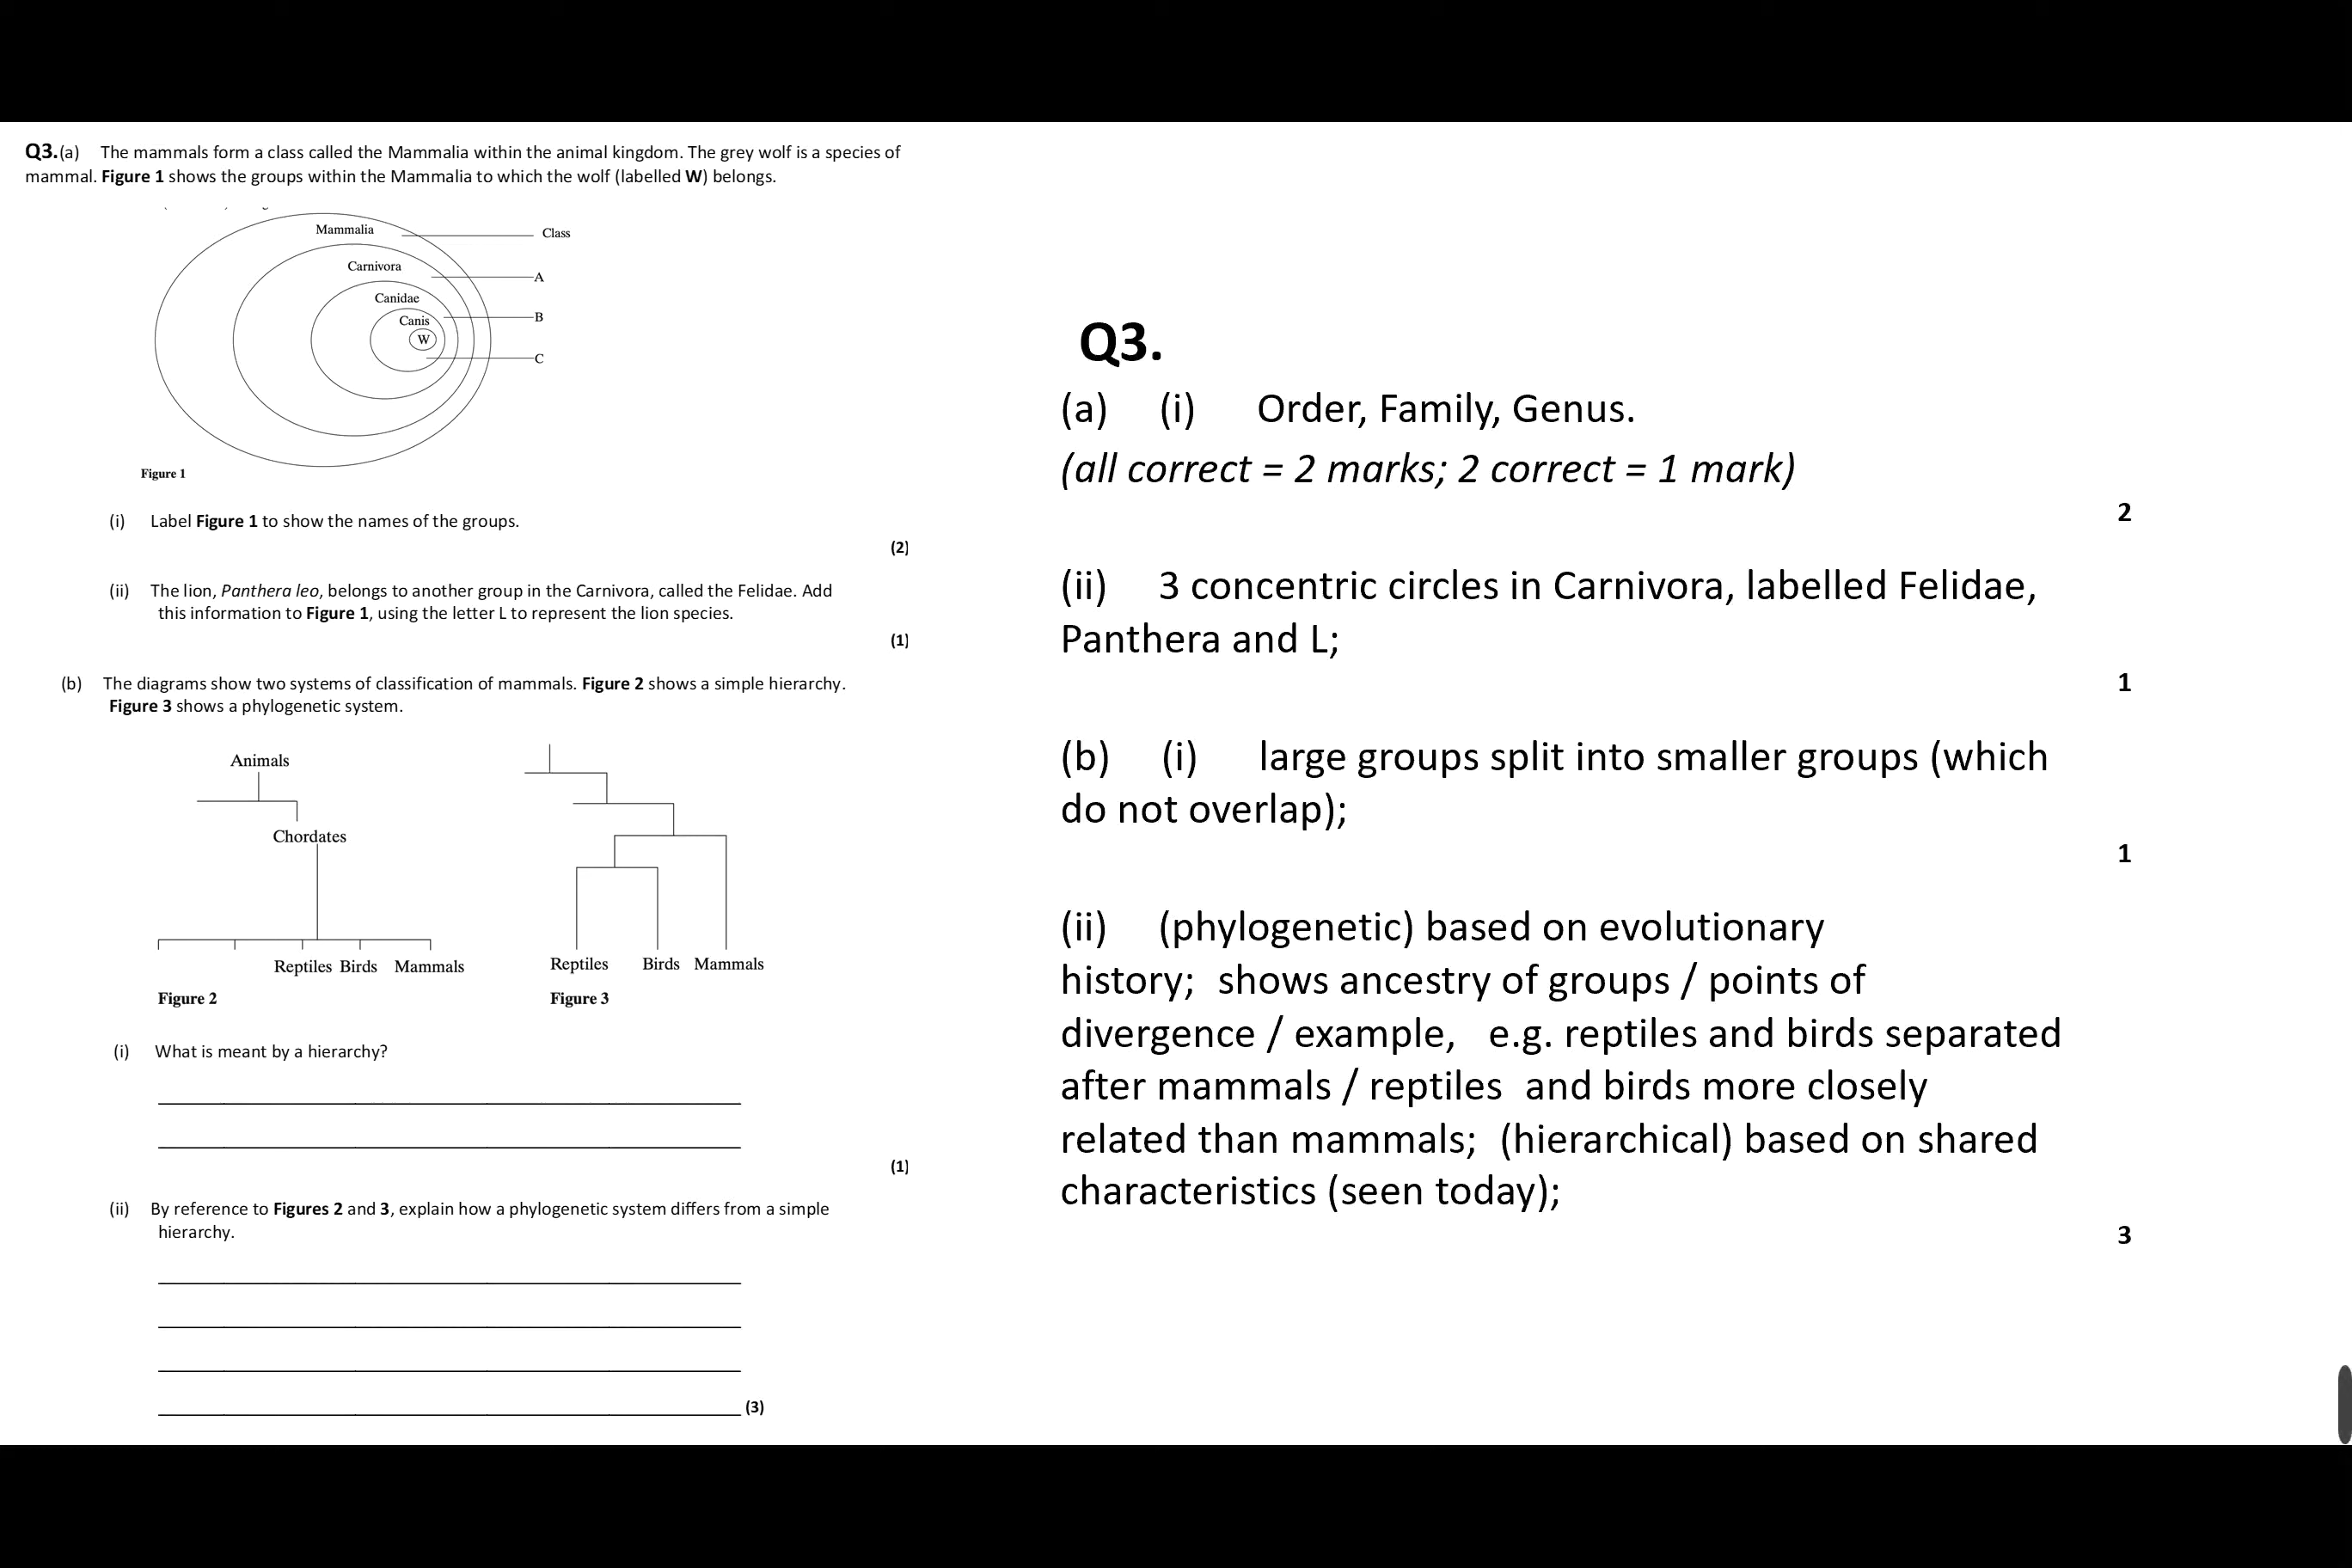 Q3.(a) The mammals form a class called the Mammalia within the animal kingdom. The grey wolf is a species of
mammal. Figure 1 shows the groups within the Mammalia to which the wolf (labelled W) belongs.
Mammalia
Class
Carnivora
A
Canidae
B
Canis
W
C
Figure 1
(i) Label Figure 1 to show the names of the groups.
(2)
(ii) The lion, Panthera leo, belongs to another group in the Carnivora, called the Felidae. Add
this information to Figure 1, using the letter L to represent the lion species.
(1)
(b) The diagrams show two systems of classification of mammals. Figure 2 shows a simple hierarchy.
Figure 3 shows a phylogenetic system.
Animals
Chordates
Reptiles Birds Mammals
Figure 2
Reptiles Birds Mammals
Figure 3
(i) What is meant by a hierarchy?
(1)
(ii) By reference to Figures 2 and 3, explain how a phylogenetic system differs from a simple
hierarchy.
(3)
Q3.
(a) (i) Order, Family, Genus.
(all correct = 2 marks; 2 correct = 1 mark)
2
(ii) 3 concentric circles in Carnivora, labelled Felidae,
Panthera and L;
1
(b) (i) large groups split into smaller groups (which
do not overlap);
1
(ii) (phylogenetic) based on evolutionary
history; shows ancestry of groups / points of
divergence / example, e.g. reptiles and birds separated
after mammals / reptiles and birds more closely
related than mammals; (hierarchical) based on shared
characteristics (seen today);
3